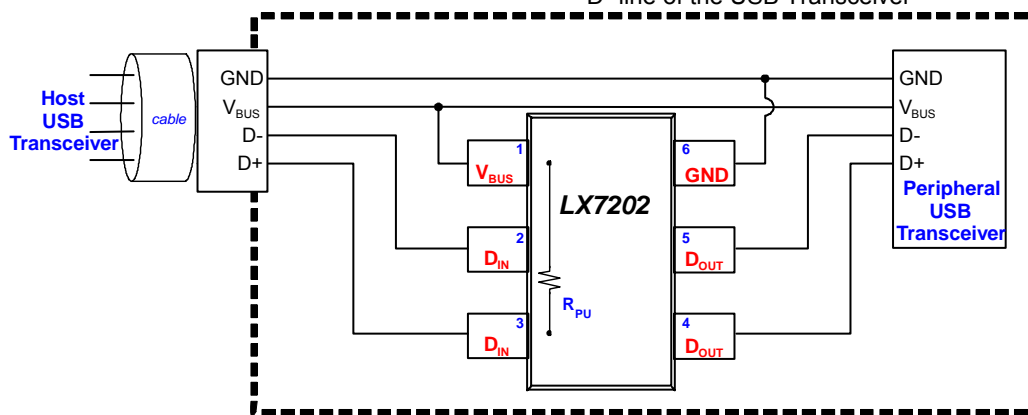 D- line of the USB Transceiver
Host
USB
Transceiver
cable
GND
VBUS
D-
D+
1
VBUS
2
DIN
3
DIN
LX7202
RPU
6
GND
5
DOUT
4
DOUT
GND
VBUS
D-
D+
Peripheral
USB
Transceiver